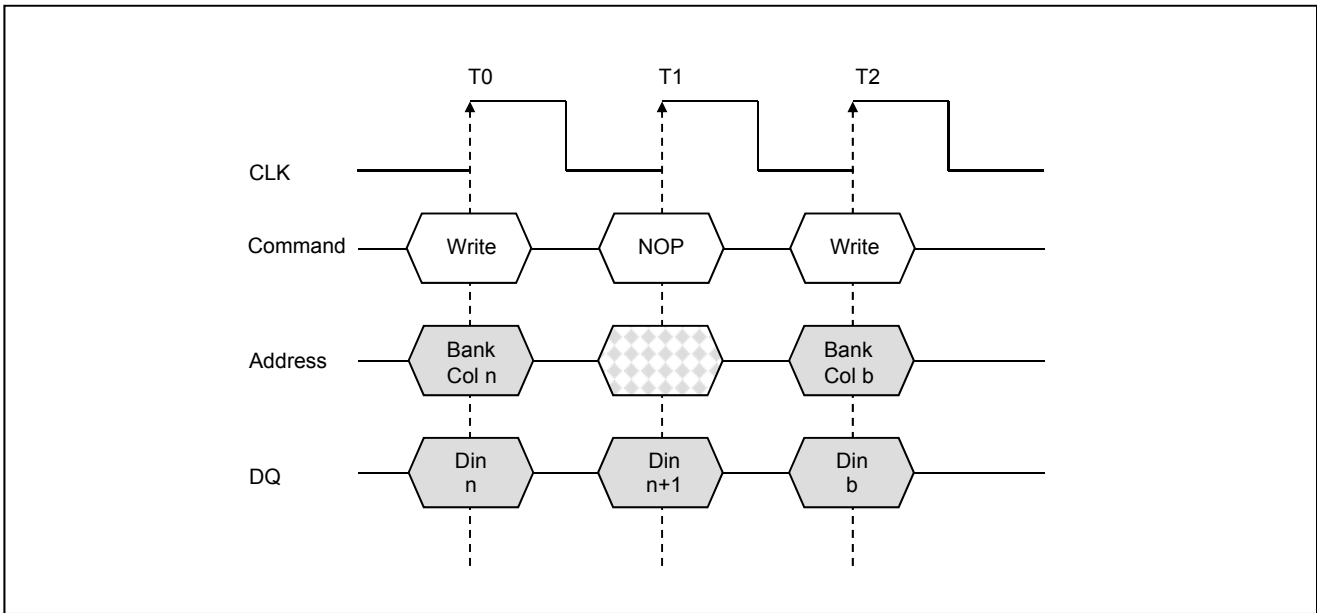 T0 T1 T2
CLK
Command Write NOP Write
Address Bank Col n Bank Col b
DQ Din n Din n+1 Din b